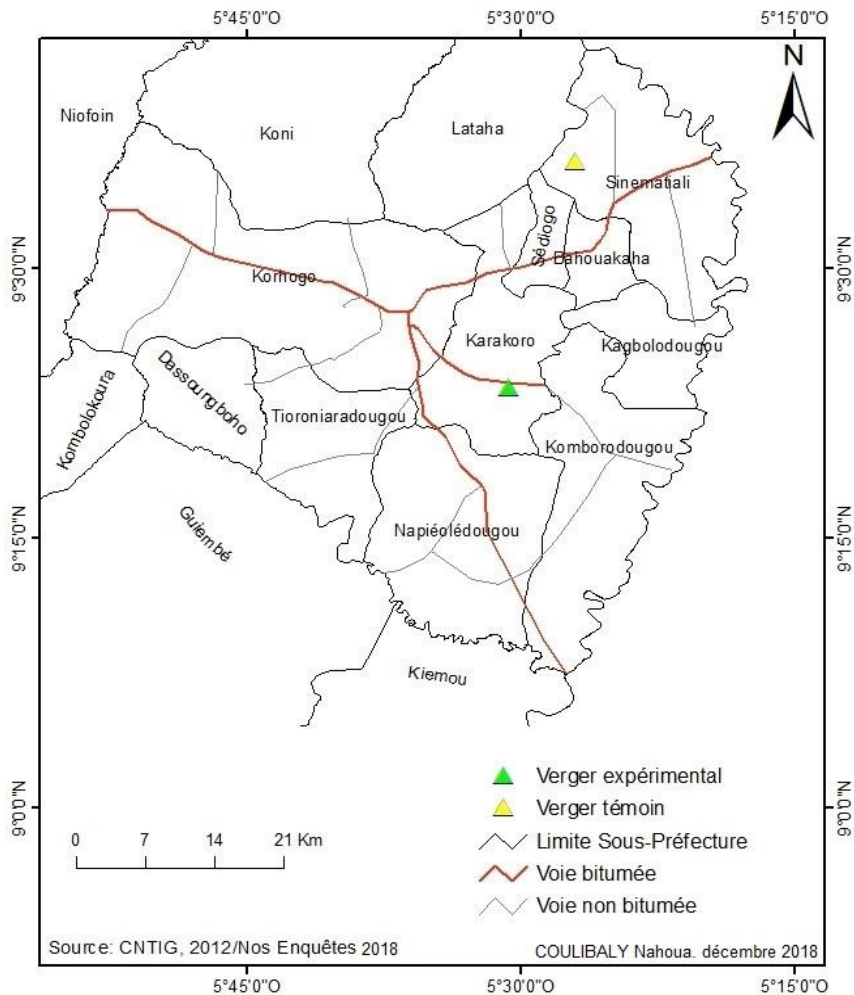 5°45'0"O
5°30'0"O
5°15'0"O
N
Niofoin
Koni
Lataha
Sinematiali
Sédiogo
Bahouakaha
9°30'0"N
9°30'0"N
Korhogo
Karakoro
Kagbolodougou
Kombolokoura
Dassoungboho
Tioroniaradougou
Komborodougou
Guiembé
Napiéolédougou
9°15'0"N
9°15'0"N
Kiemou
Verger expérimental
Verger témoin
9°0'0"N
9°0'0"N
0 7 14 21 Km
Limite Sous-Préfecture
Voie bitumée
Voie non bitumée
Source: CNTIG, 2012/Nos Enquêtes 2018
COULIBALY Nahoua. décembre 2018
5°45'0"O
5°30'0"O
5°15'0"O